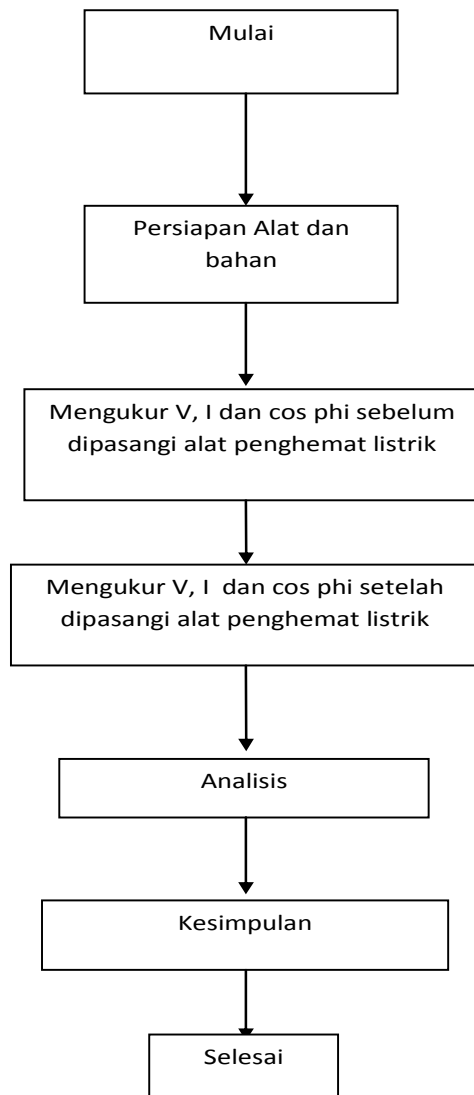 Mulai
Persiapan Alat dan
bahan
Mengukur V, I dan cos phi sebelum
dipasangi alat penghemat listrik
Mengukur V, I dan cos phi setelah
dipasangi alat penghemat listrik
Analisis
Kesimpulan
Selesai